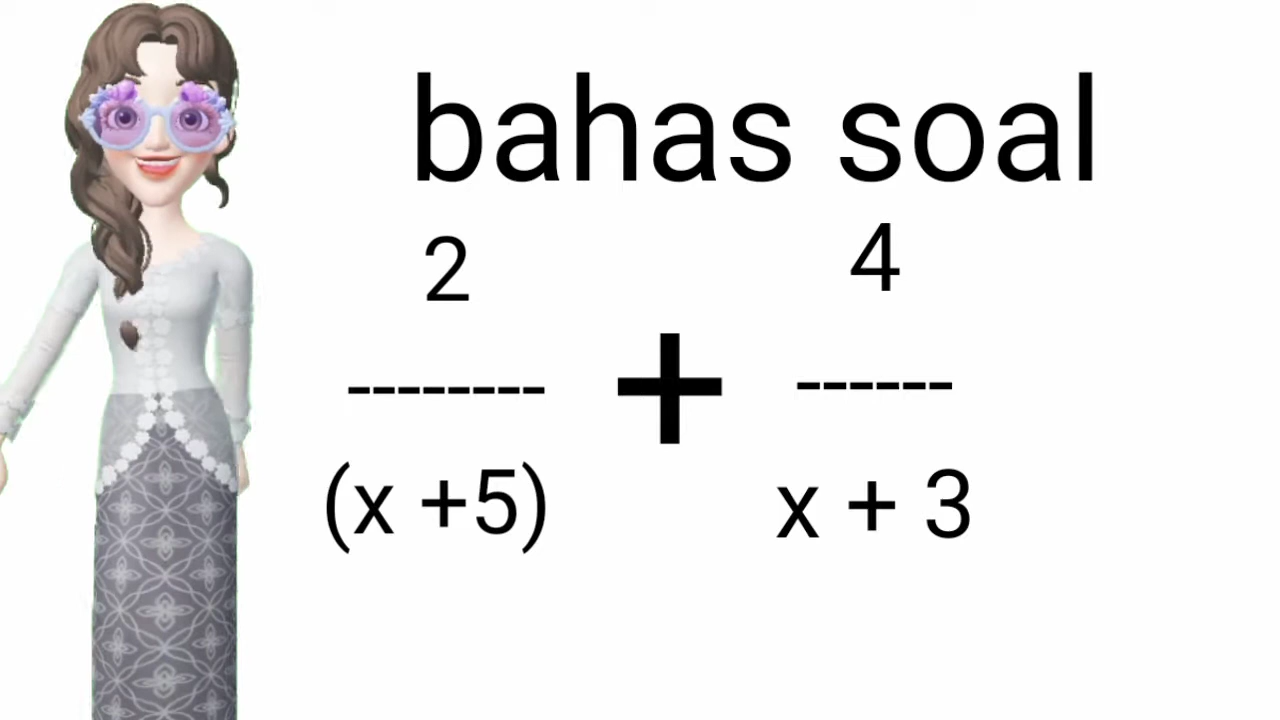 bahas soal
2 4
-------- + ------
(x +5) x + 3